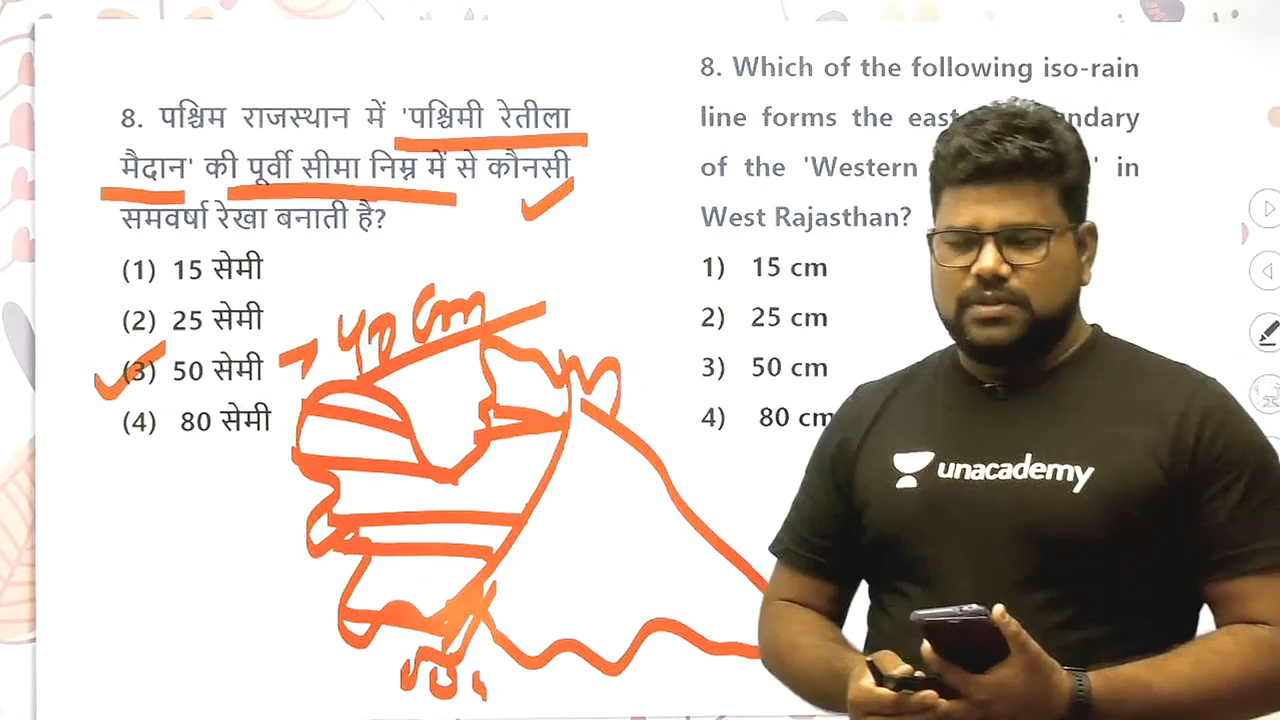 8. पश्चिम राजस्थान में 'पश्चिमी रेतीला
मैदान' की पूर्वी सीमा निम्न में से कौनसी
समवर्षा रेखा बनाती है?
(1) 15 सेमी
(2) 25 सेमी
(3) 50 सेमी
(4) 80 सेमी
8. Which of the following iso-rain
line forms the
of the 'Western ' in
West Rajasthan?
1) 15 cm
2) 25 cm
3) 50 cm
4) 80 cm
cm
unacademy